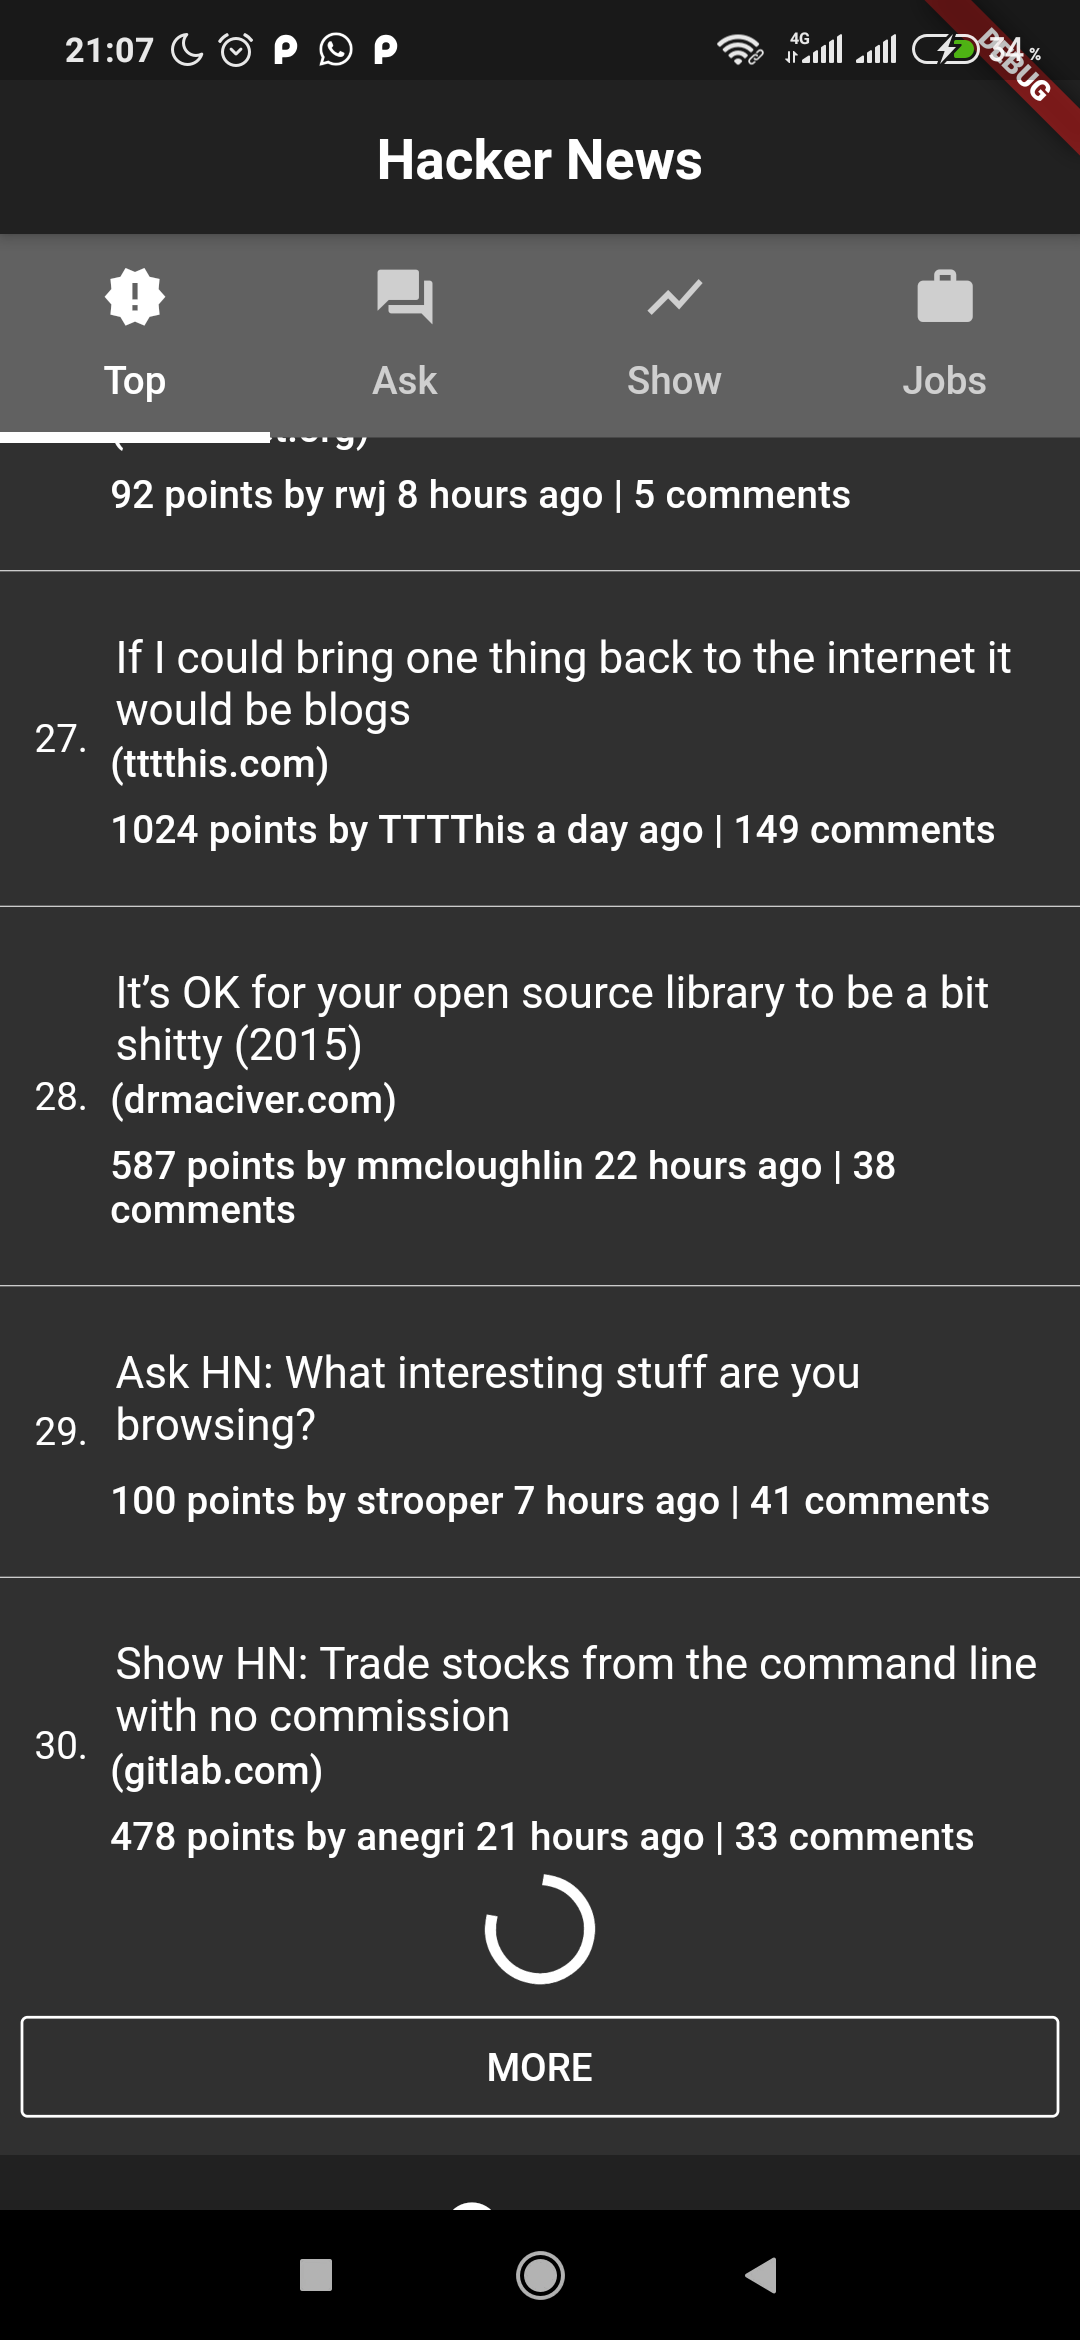 21:07
4G
34 %
DEBUG
Hacker News
Top
Ask
Show
Jobs
92 points by rwj 8 hours ago | 5 comments
If I could bring one thing back to the internet it
would be blogs
27.
(tttthis.com)
1024 points by TTTThis a day ago | 149 comments
It’s OK for your open source library to be a bit
shitty (2015)
28.
(drmaciver.com)
587 points by mmcloughlin 22 hours ago | 38
comments
Ask HN: What interesting stuff are you
browsing?
29.
100 points by strooper 7 hours ago | 41 comments
Show HN: Trade stocks from the command line
with no commission
30.
(gitlab.com)
478 points by anegri 21 hours ago | 33 comments
MORE